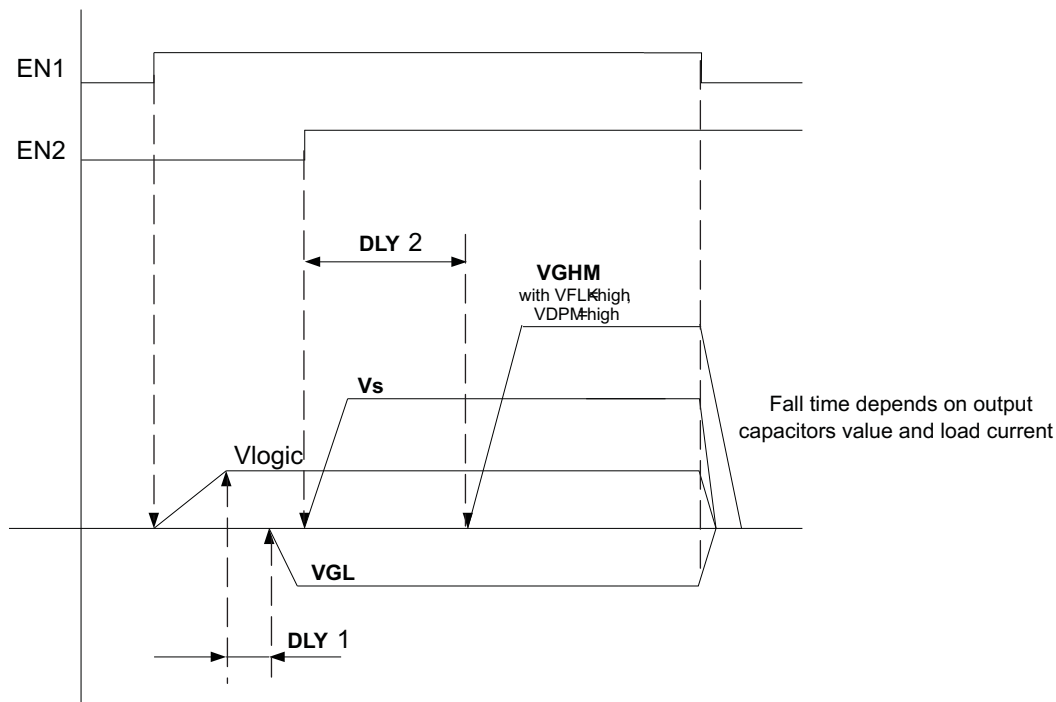 EN1
EN2
DLY 2
VGHM
with VFLK=high,
VDPM=high
Vs
Fall time depends on output
capacitors value and load current
Vlogic
VGL
DLY 1